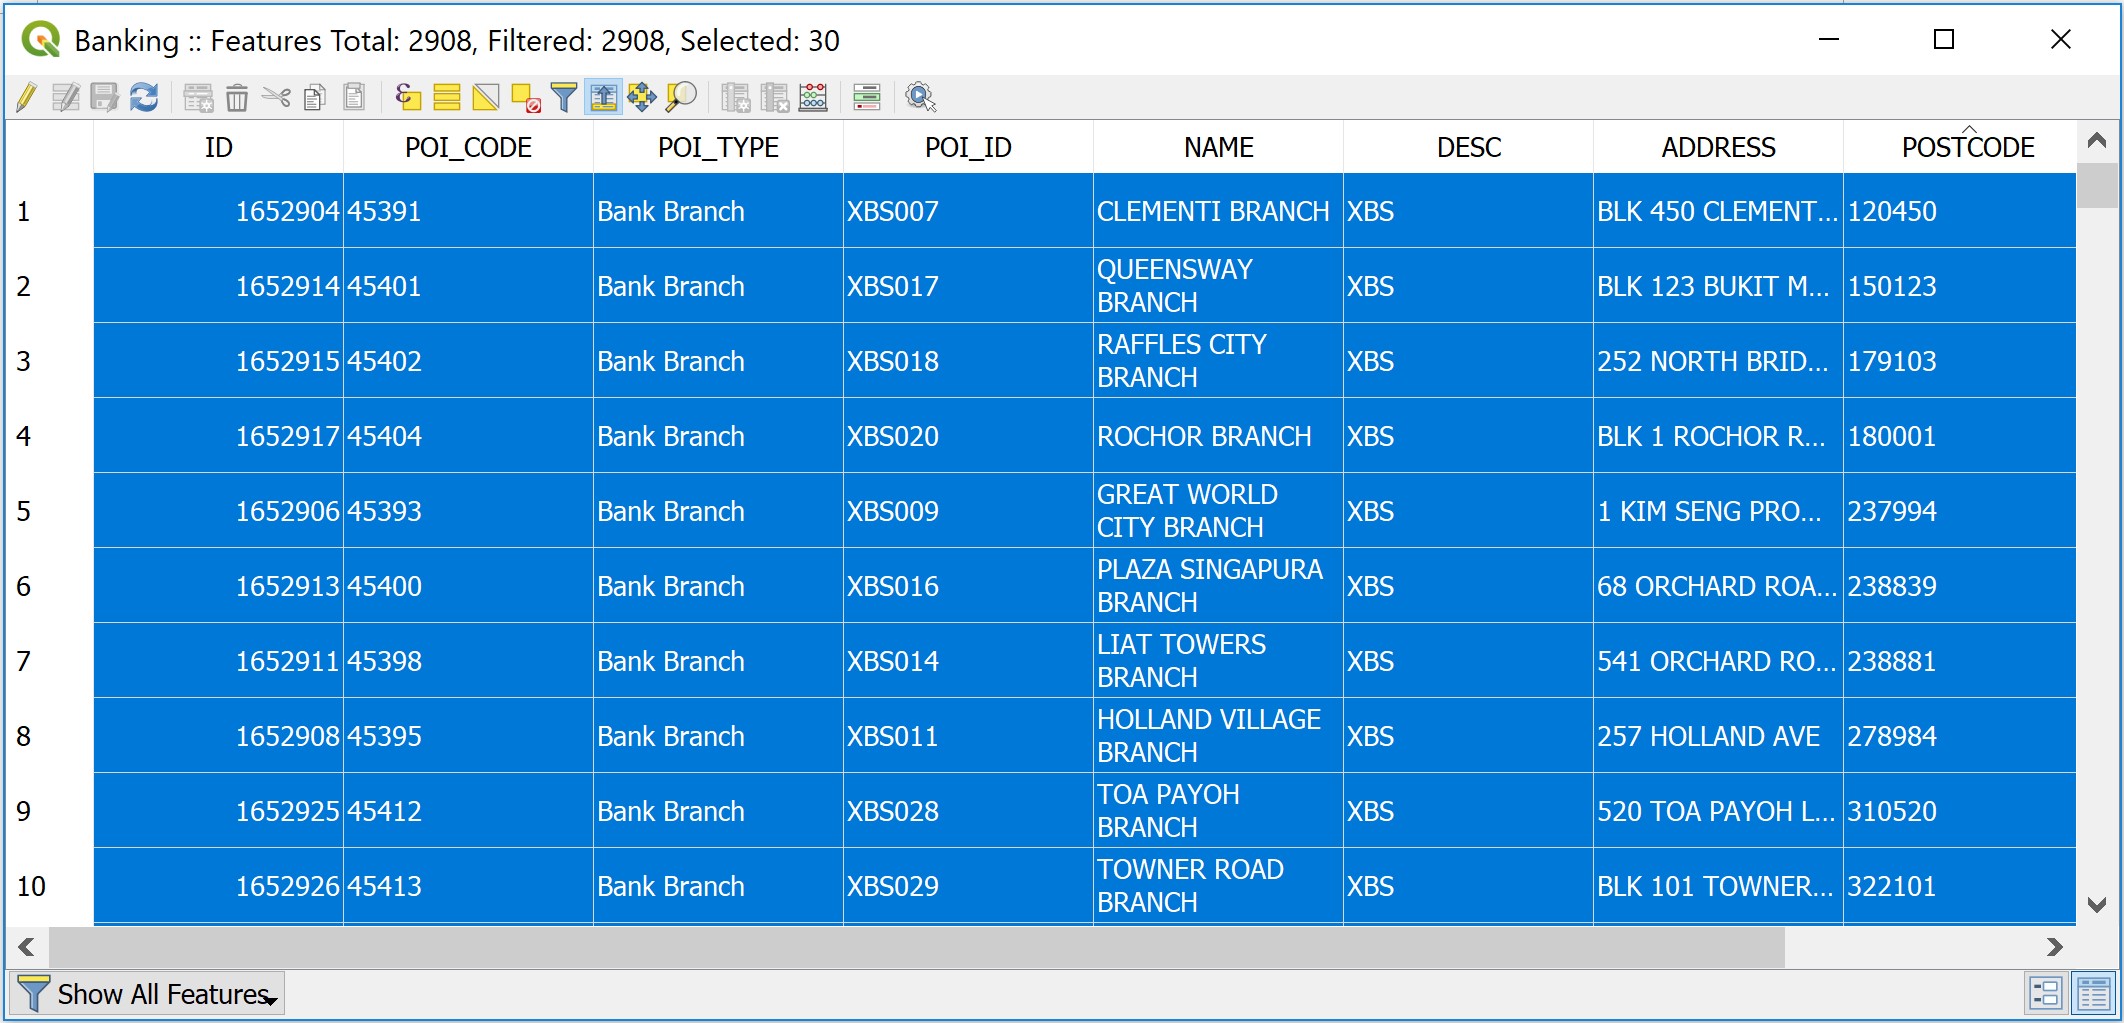 Banking :: Features Total: 2908, Filtered: 2908, Selected: 30
ID POI_CODE POI_TYPE POI_ID NAME DESC ADDRESS POSTCODE
1 1652904 45391 Bank Branch XBS007 CLEMENTI BRANCH XBS BLK 450 CLEMENT... 120450
2 1652914 45401 Bank Branch XBS017 QUEENSWAY BRANCH XBS BLK 123 BUKIT M... 150123
3 1652915 45402 Bank Branch XBS018 RAFFLES CITY BRANCH XBS 252 NORTH BRID... 179103
4 1652917 45404 Bank Branch XBS020 ROCHOR BRANCH XBS BLK 1 ROCHOR R... 180001
5 1652906 45393 Bank Branch XBS009 GREAT WORLD CITY BRANCH XBS 1 KIM SENG PRO... 237994
6 1652913 45400 Bank Branch XBS016 PLAZA SINGAPURA BRANCH XBS 68 ORCHARD ROA... 238839
7 1652911 45398 Bank Branch XBS014 LIAT TOWERS BRANCH XBS 541 ORCHARD RO... 238881
8 1652908 45395 Bank Branch XBS011 HOLLAND VILLAGE BRANCH XBS 257 HOLLAND AVE 278984
9 1652925 45412 Bank Branch XBS028 TOA PAYOH BRANCH XBS 520 TOA PAYOH L... 310520
10 1652926 45413 Bank Branch XBS029 TOWNER ROAD BRANCH XBS BLK 101 TOWNER... 322101
Show All Features